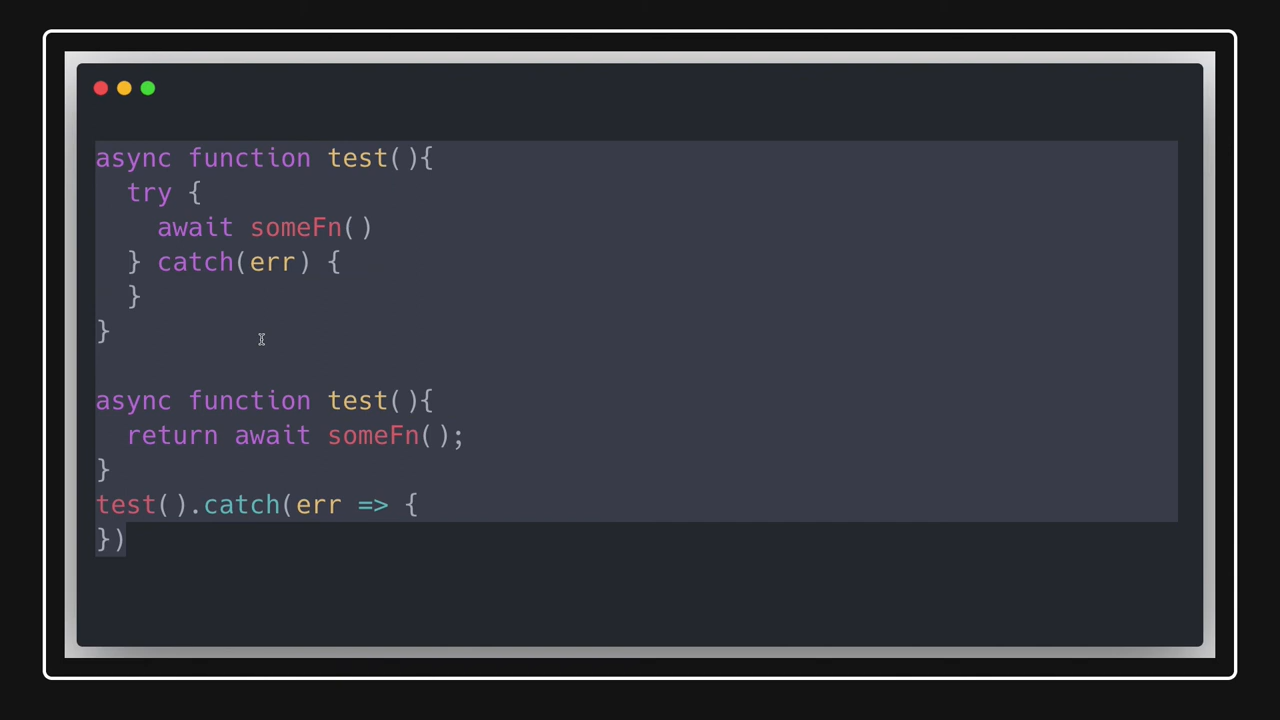 async function test(){
  try {
    await someFn()
  } catch(err) {
  }
}

async function test(){
  return await someFn();
}
test().catch(err => {
})